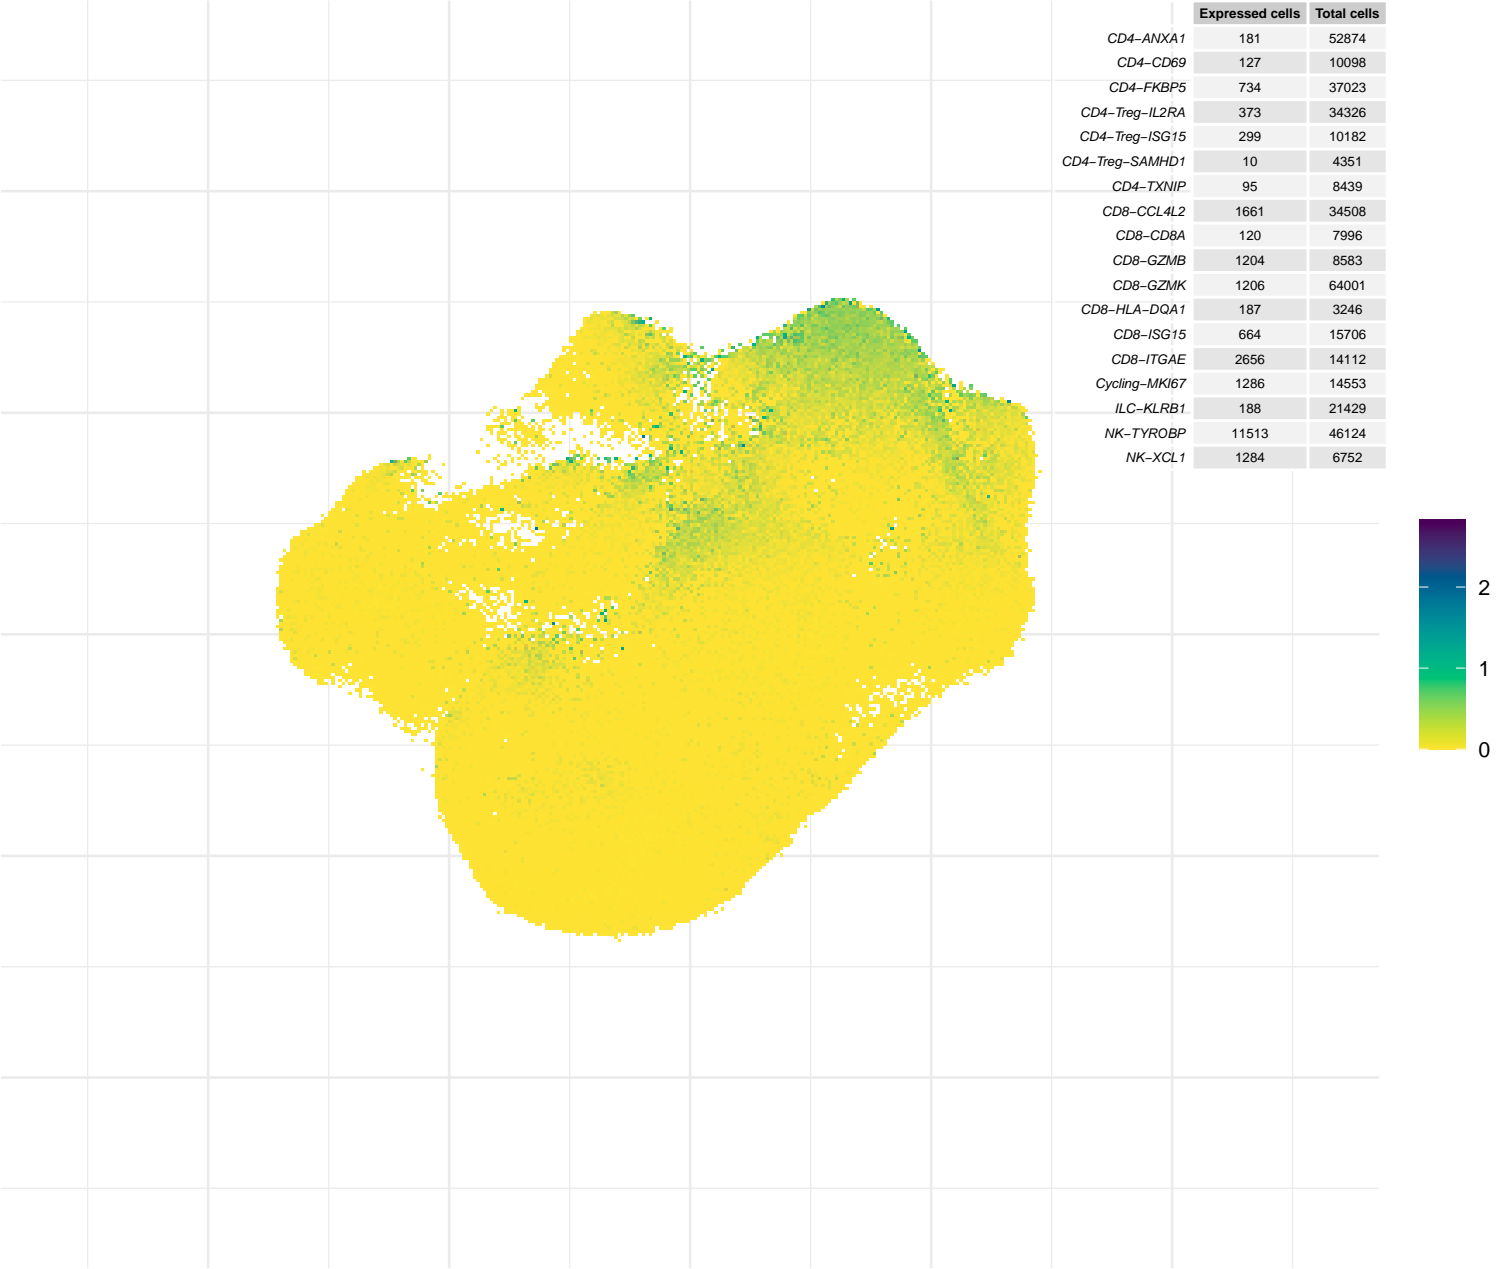 Expressed cells Total cells
CD4−ANXA1 181 52874
CD4−CD69 127 10098
CD4−FKBP5 734 37023
CD4−Treg−IL2RA 373 34326
CD4−Treg−ISG15 299 10182
CD4−Treg−SAMHD1 10 4351
CD4−TXNIP 95 8439
CD8−CCL4L2 1661 34508
CD8−CD8A 120 7996
CD8−GZMB 1204 8583
CD8−GZMK 1206 64001
CD8−HLA−DQA1 187 3246
CD8−ISG15 664 15706
CD8−ITGAE 2656 14112
Cycling−MKI67 1286 14553
ILC−KLRB1 188 21429
NK−TYROBP 11513 46124
NK−XCL1 1284 6752
2
1
0